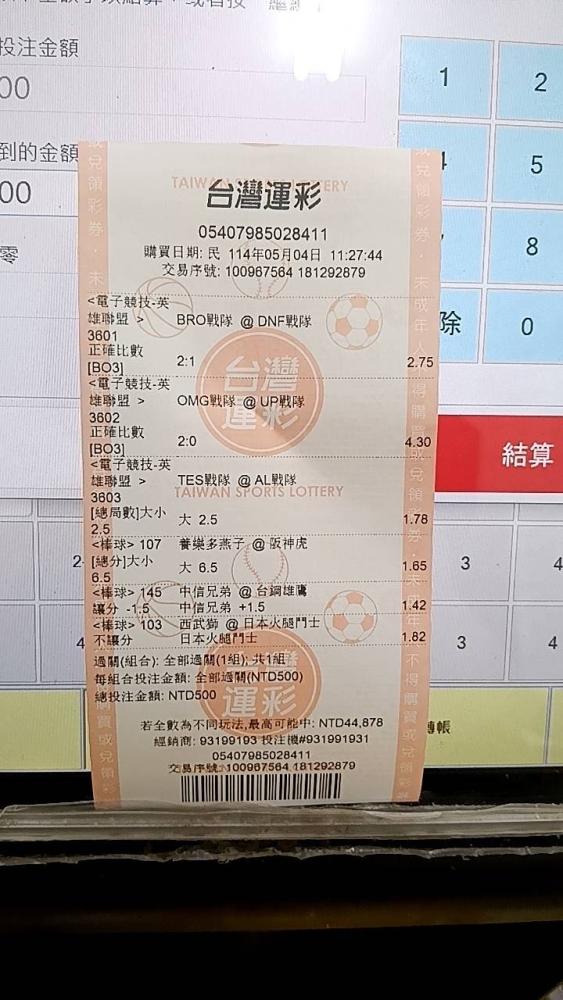 投注金額
00
到的金額
00
零
1
2
5
8
除
0
結算
TAIWAN SPORTS LOTTERY
台灣運彩
05407985028411
購買日期: 民 114年05月04日 11:27:44
交易序號: 100967564 181292879
<電子競技-英
雄聯盟 > BRO戰隊 @ DNF戰隊
3601
正確比數
[BO3] 2:1 2.75
<電子競技-英
雄聯盟 > OMG戰隊 @ UP戰隊
3602
正確比數
[BO3] 2:0 4.30
<電子競技-英
雄聯盟 > TES戰隊 @ AL戰隊
3603
TAIWAN SPORTS LOTTERY
[總局數]大小
2.5 大 2.5 1.78
<棒球> 107 養樂多燕子 @ 阪神虎
[總分]大小
6.5 大 6.5 1.65
<棒球> 145 中信兄弟 @ 台鋼雄鷹
讓分 -1.5 中信兄弟 +1.5 1.42
<棒球> 103 西武獅 @ 日本火腿鬥士
不讓分 日本火腿鬥士 1.82
過關(組合): 全部過關(1組); 共1組
每組合投注金額: 全部過關(NTD500)
總投注金額: NTD500
若全數為不同玩法,最高可能中: NTD44,878
經銷商: 93199193 投注機#931991931
05407985028411
交易序號: 100967564 181292879
台灣
運彩
運彩
2
3
4
4
3
4
轉帳